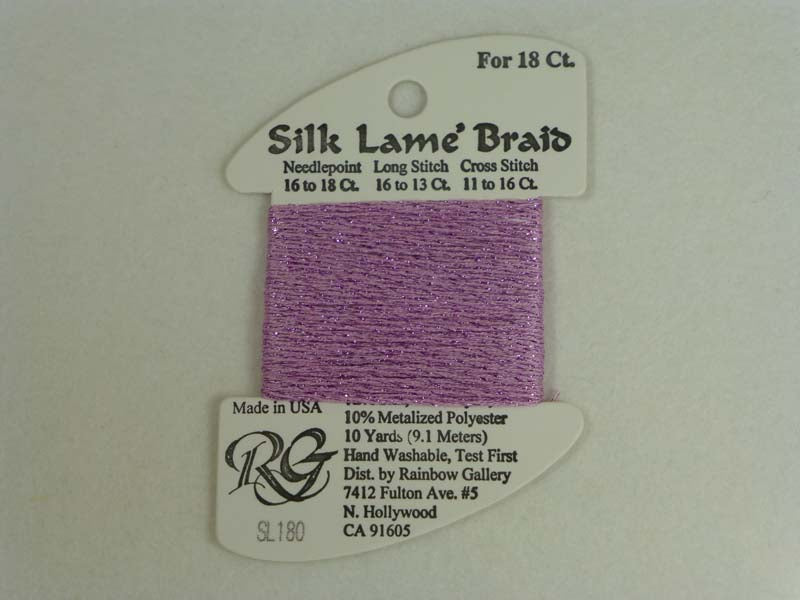 For 18 Ct.
Silk Lamé Braid
Needlepoint Long Stitch Cross Stitch
16 to 18 Ct. 16 to 13 Ct. 11 to 16 Ct.
Made in USA
10% Metalized Polyester
10 Yards (9.1 Meters)
Hand Washable, Test First
Dist. by Rainbow Gallery
7412 Fulton Ave. #5
N. Hollywood
CA 91605
RG
SL180